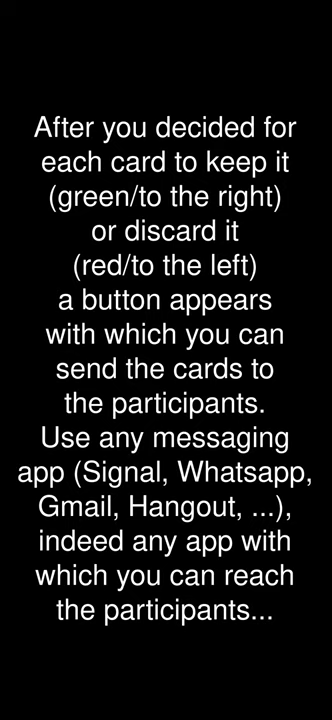 After you decided for
each card to keep it
(green/to the right)
or discard it
(red/to the left)
a button appears
with which you can
send the cards to
the participants.
Use any messaging
app (Signal, Whatsapp,
Gmail, Hangout, ...),
indeed any app with
which you can reach
the participants...